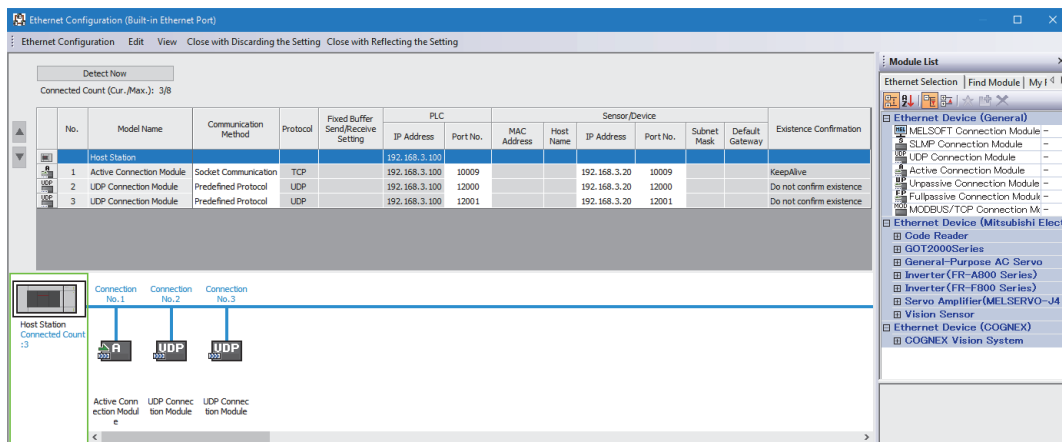 Ethernet Configuration (Built-in Ethernet Port)
Ethernet Configuration Edit View Close with Discarding the Setting Close with Reflecting the Setting
Detect Now
Connected Count (Cur./Max.): 3/8
No. Model Name Communication Method Protocol Fixed Buffer Send/Receive Setting PLC Sensor/Device Existence Confirmation
IP Address Port No. MAC Address Host Name IP Address Port No. Subnet Mask Default Gateway
Host Station 192.168.3.100
1 Active Connection Module Socket Communication TCP 192.168.3.100 10009 192.168.3.20 10009 KeepAlive
2 UDP Connection Module Predefined Protocol UDP 192.168.3.100 12000 192.168.3.20 12000 Do not confirm existence
3 UDP Connection Module Predefined Protocol UDP 192.168.3.100 12001 192.168.3.20 12001 Do not confirm existence
Connection No.1 Connection No.2 Connection No.3
Host Station
Connected Count
:3
A UDP UDP
Active Conn UDP Connec UDP Connec
ection Modul tion Module tion Module
e
Module List
Ethernet Selection Find Module My F
Ethernet Device (General)
MELSOFT Connection Module -
SLMP Connection Module -
UDP Connection Module -
Active Connection Module -
Unpassive Connection Module -
Fullpassive Connection Module -
MODBUS/TCP Connection Mo -
Ethernet Device (Mitsubishi Elect
Code Reader
GOT2000Series
General-Purpose AC Servo
Inverter(FR-A800 Series)
Inverter(FR-F800 Series)
Servo Amplifier(MELSERVO-J4
Vision Sensor
Ethernet Device (COGNEX)
COGNEX Vision System